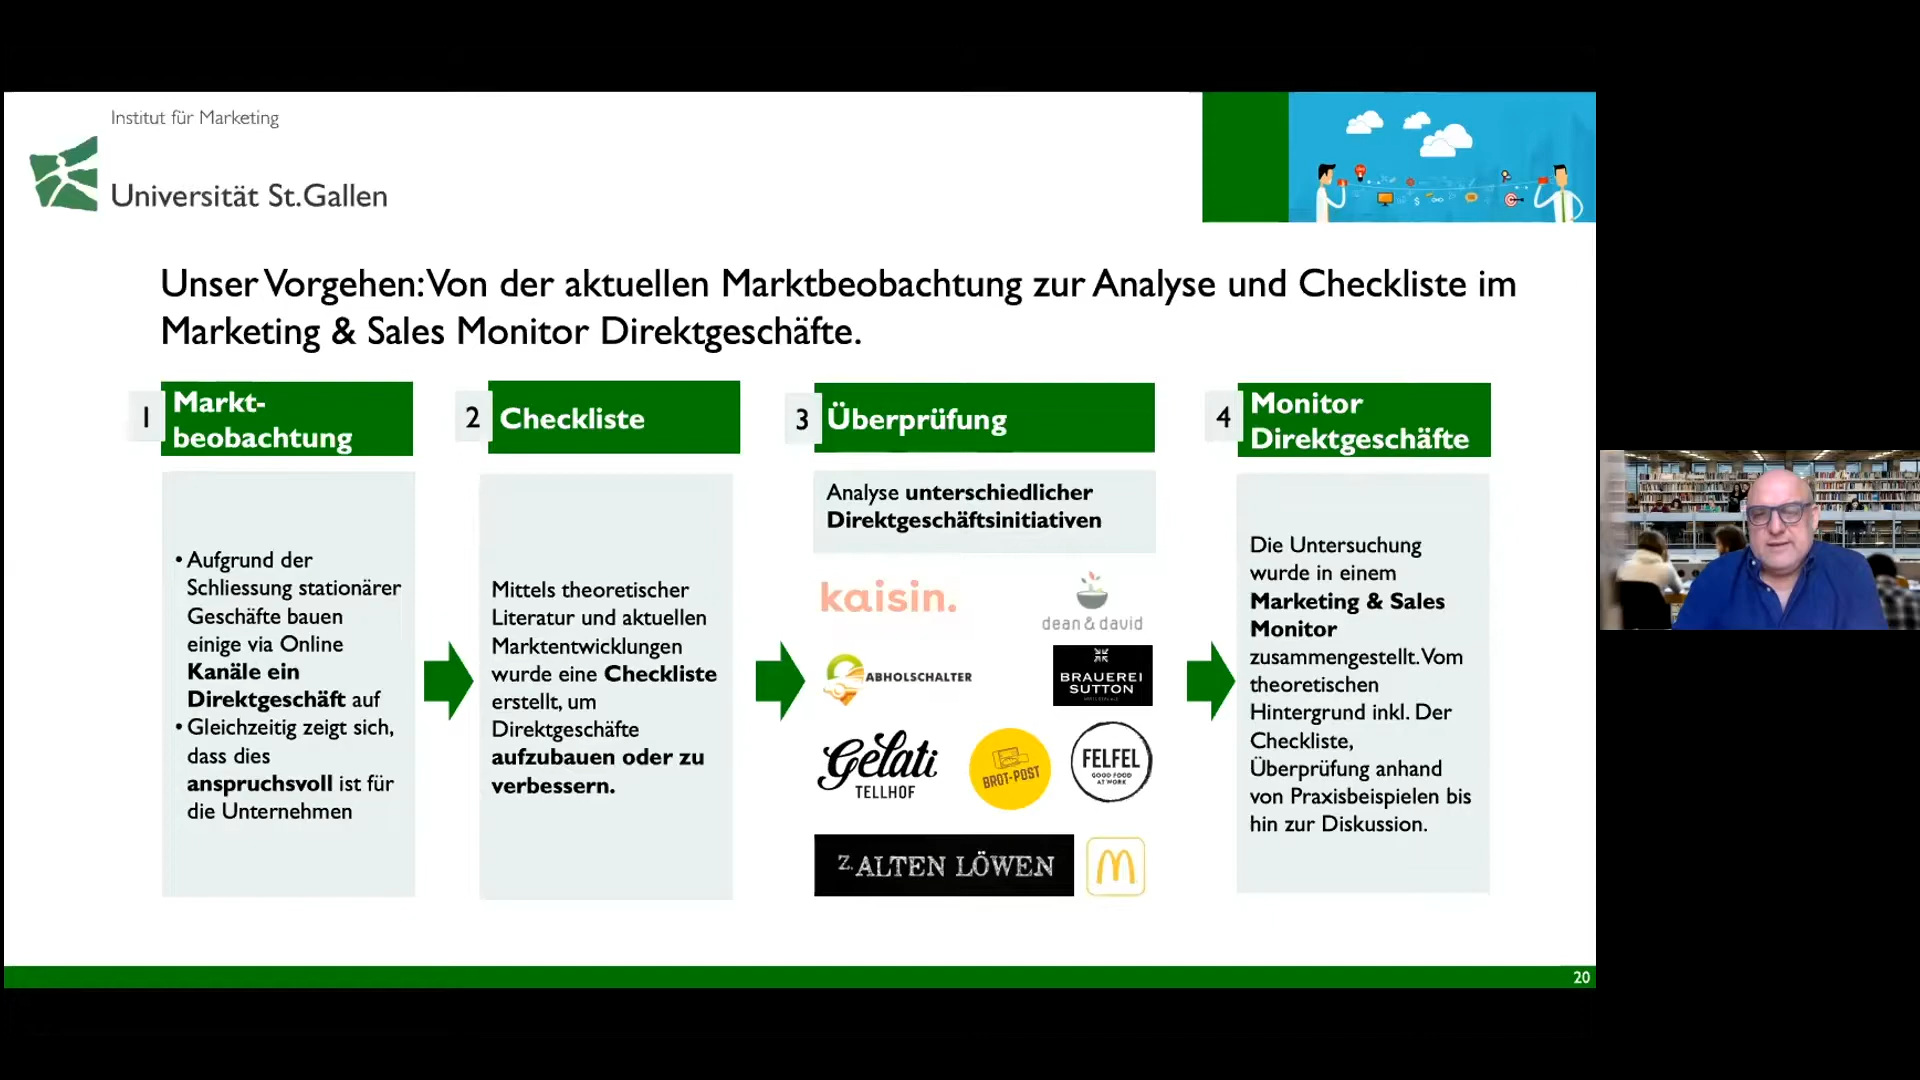 Institut für Marketing
Universität St.Gallen
Unser Vorgehen: Von der aktuellen Marktbeobachtung zur Analyse und Checkliste im
Marketing & Sales Monitor Direktgeschäfte.
1
Markt-
beobachtung
• Aufgrund der
Schliessung stationärer
Geschäfte bauen
einige via Online
Kanäle ein
Direktgeschäft auf
• Gleichzeitig zeigt sich,
dass dies
anspruchsvoll ist für
die Unternehmen
2
Checkliste
Mittels theoretischer
Literatur und aktuellen
Marktentwicklungen
wurde eine Checkliste
erstellt, um
Direktgeschäfte
aufzubauen oder zu
verbessern.
3
Überprüfung
Analyse unterschiedlicher
Direktgeschäftsinitiativen
kaisin.
dean & david
ABHOLSCHALTER
BRAUEREI
SUTTON
Gelati
TELLHOF
BROT-POST
FELFEL
GOOD FOOD
AT WORK
Z. ALTEN LÖWEN
4
Monitor
Direktgeschäfte
Die Untersuchung
wurde in einem
Marketing & Sales
Monitor
zusammengestellt. Vom
theoretischen
Hintergrund inkl. Der
Checkliste,
Überprüfung anhand
von Praxisbeispielen bis
hin zur Diskussion.
20